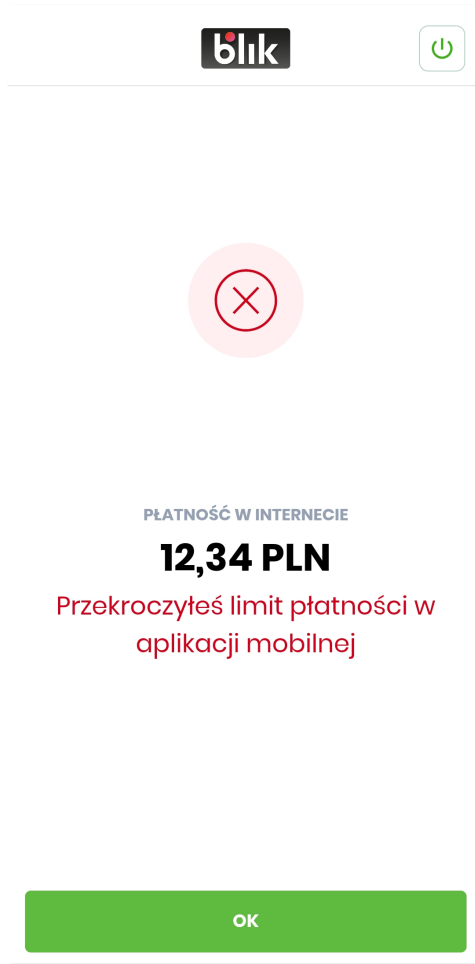 blik
PŁATNOŚĆ W INTERNECIE
12,34 PLN
Przekroczyłeś limit płatności w
aplikacji mobilnej
OK